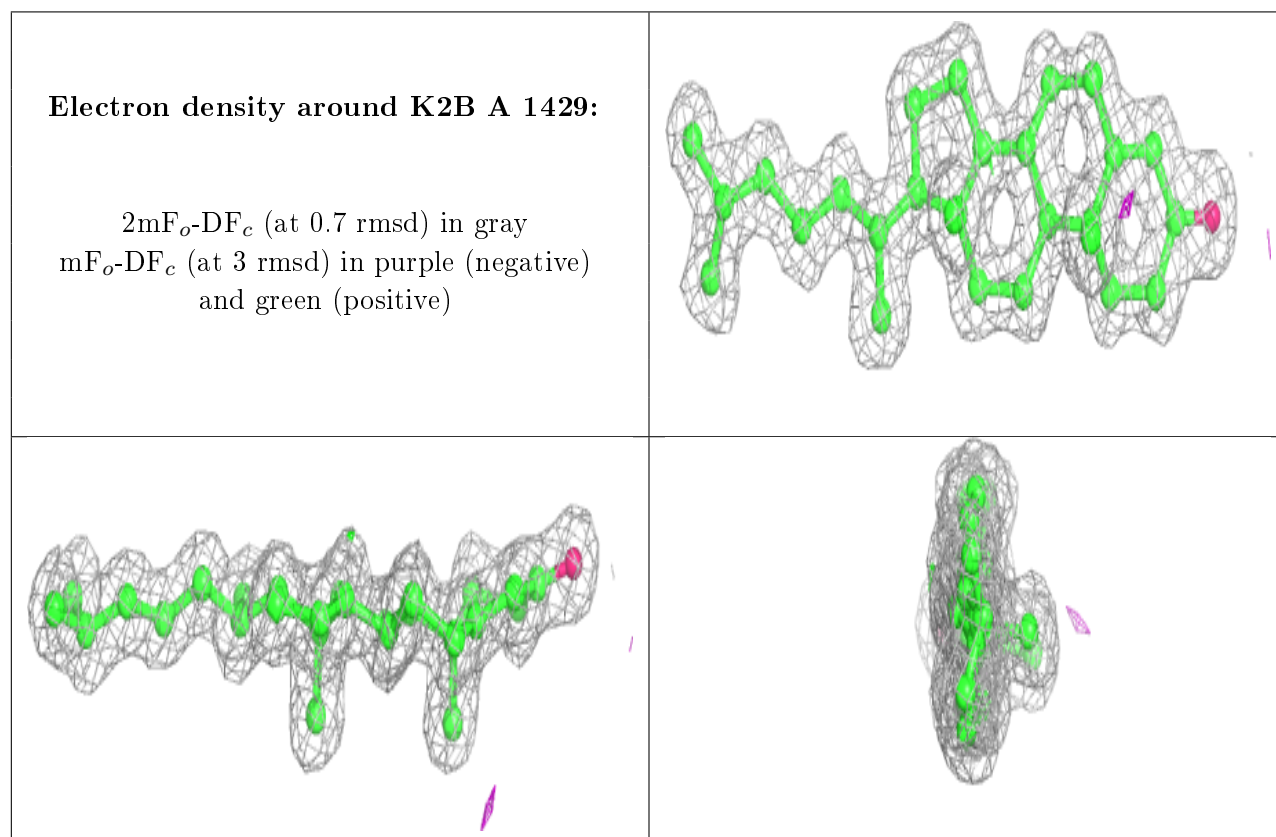 Electron density around K2B A 1429:
2mFₒ-DF𝒸 (at 0.7 rmsd) in gray
mFₒ-DF𝒸 (at 3 rmsd) in purple (negative)
and green (positive)